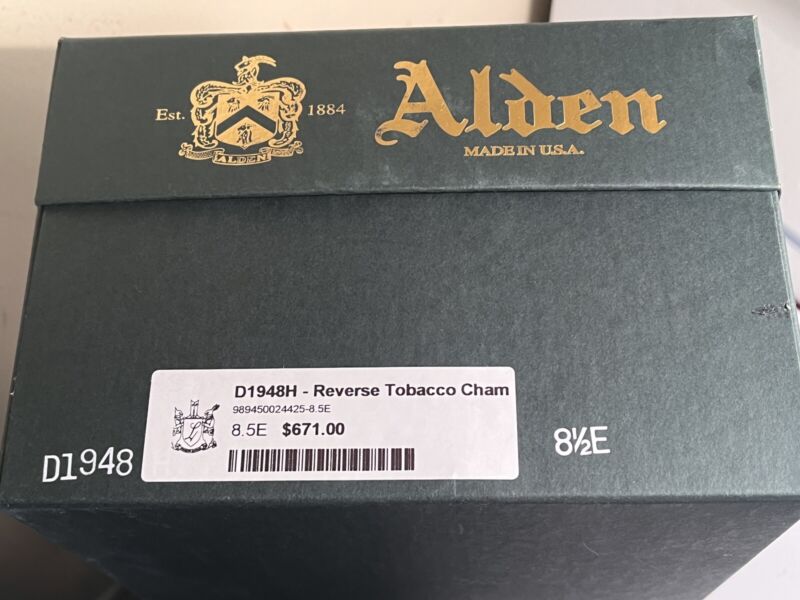 Est. 1884
ALDEN
Alden
MADE IN U.S.A.
D1948H - Reverse Tobacco Cham
989450024425-8.5E
8.5E $671.00
D1948
8½E